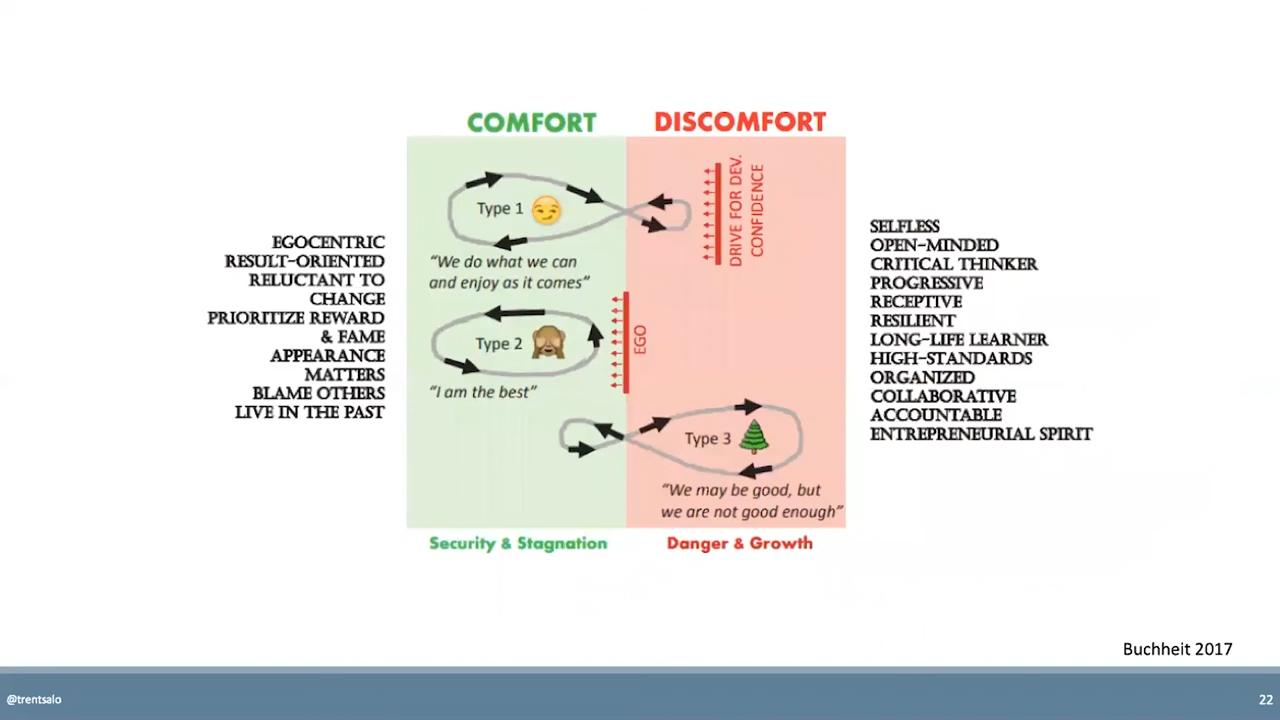 COMFORT
DISCOMFORT
EGOCENTRIC
RESULT-ORIENTED
RELUCTANT TO
CHANGE
PRIORITIZE REWARD
& FAME
APPEARANCE
MATTERS
BLAME OTHERS
LIVE IN THE PAST
Type 1
"We do what we can
and enjoy as it comes"
DRIVE FOR DEV.
CONFIDENCE
Type 2
EGO
"I am the best"
Type 3
"We may be good, but
we are not good enough"
Security & Stagnation
Danger & Growth
SELFLESS
OPEN-MINDED
CRITICAL THINKER
PROGRESSIVE
RECEPTIVE
RESILIENT
LONG-LIFE LEARNER
HIGH-STANDARDS
ORGANIZED
COLLABORATIVE
ACCOUNTABLE
ENTREPRENEURIAL SPIRIT
Buchheit 2017
@trentsalo
22